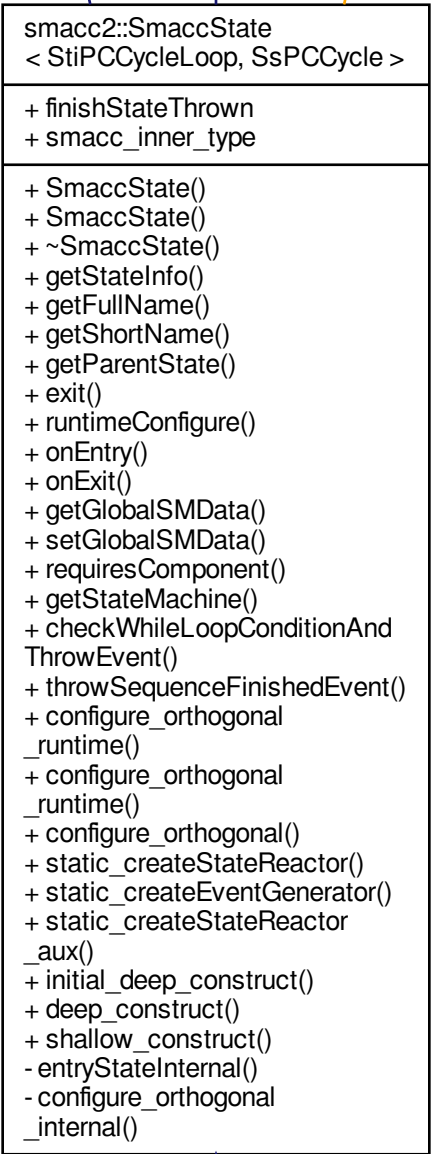 smacc2::SmaccState
< StiPCCycleLoop, SsPCCycle >
+ finishStateThrown
+ smacc_inner_type
+ SmaccState()
+ SmaccState()
+ ~SmaccState()
+ getStateInfo()
+ getFullName()
+ getShortName()
+ getParentState()
+ exit()
+ runtimeConfigure()
+ onEntry()
+ onExit()
+ getGlobalSMData()
+ setGlobalSMData()
+ requiresComponent()
+ getStateMachine()
+ checkWhileLoopConditionAnd
ThrowEvent()
+ throwSequenceFinishedEvent()
+ configure_orthogonal
_runtime()
+ configure_orthogonal
_runtime()
+ configure_orthogonal()
+ static_createStateReactor()
+ static_createEventGenerator()
+ static_createStateReactor
_aux()
+ initial_deep_construct()
+ deep_construct()
+ shallow_construct()
- entryStateInternal()
- configure_orthogonal
_internal()